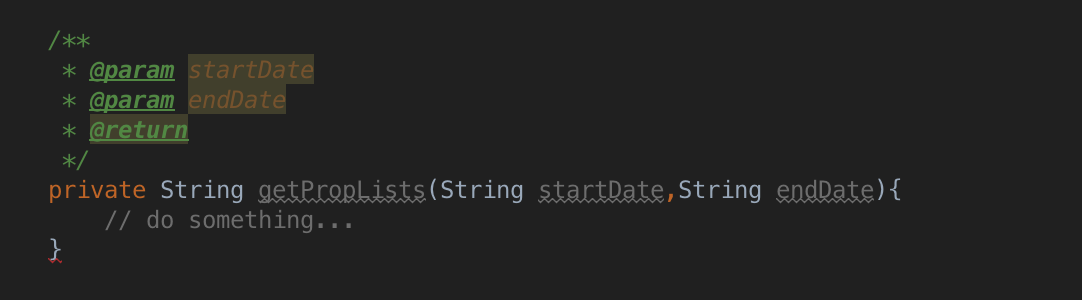 /**
 * @param startDate
 * @param endDate
 * @return
 */
private String getPropLists(String startDate,String endDate){
    // do something...
}